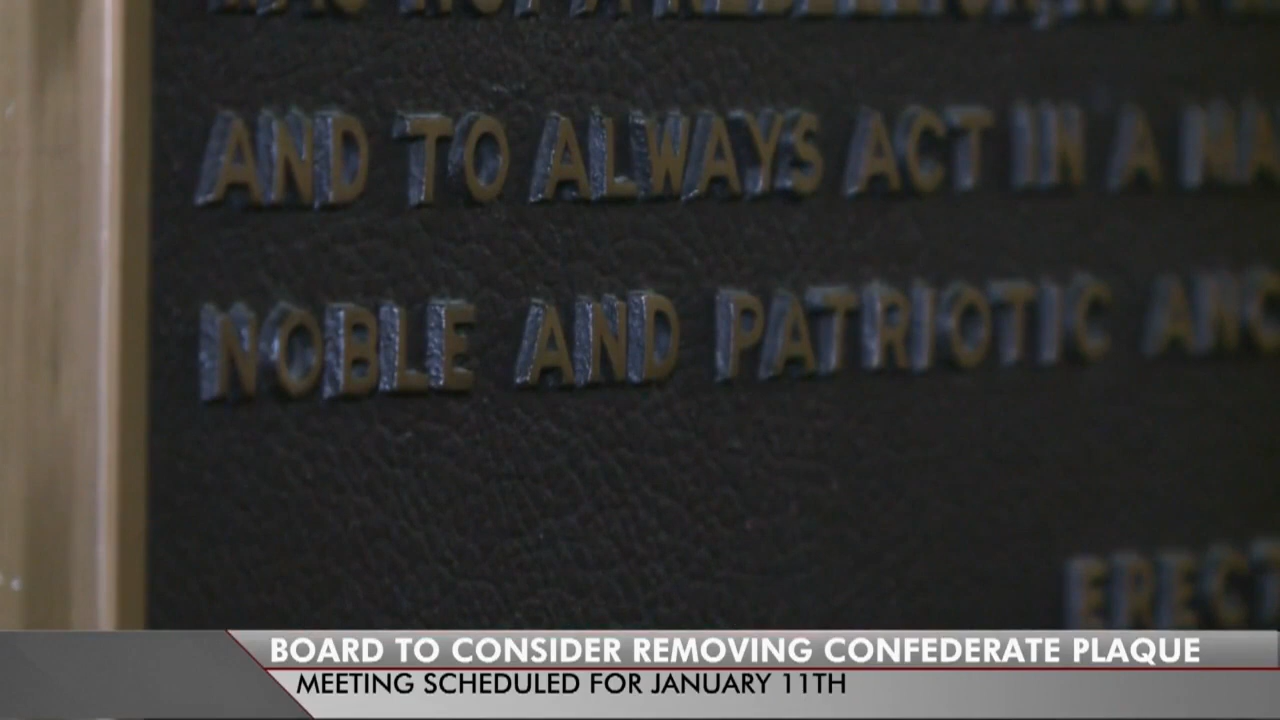 AND TO ALWAYS ACT IN A
NOBLE AND PATRIOTIC
BOARD TO CONSIDER REMOVING CONFEDERATE PLAQUE
MEETING SCHEDULED FOR JANUARY 11TH